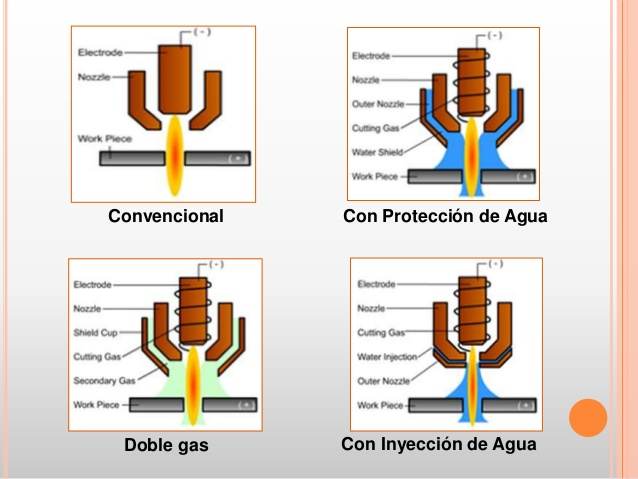 ( - )
Electrode
Nozzle
Work Piece
( + )
Convencional
( - )
Electrode
Nozzle
Outer Nozzle
Cutting Gas
Water Shield
Work Piece
( + )
Con Protección de Agua
( - )
Electrode
Nozzle
Shield Cup
Cutting Gas
Secondary Gas
Work Piece
( + )
Doble gas
( - )
Electrode
Nozzle
Cutting Gas
Water Injection
Outer Nozzle
Work Piece
( + )
Con Inyección de Agua